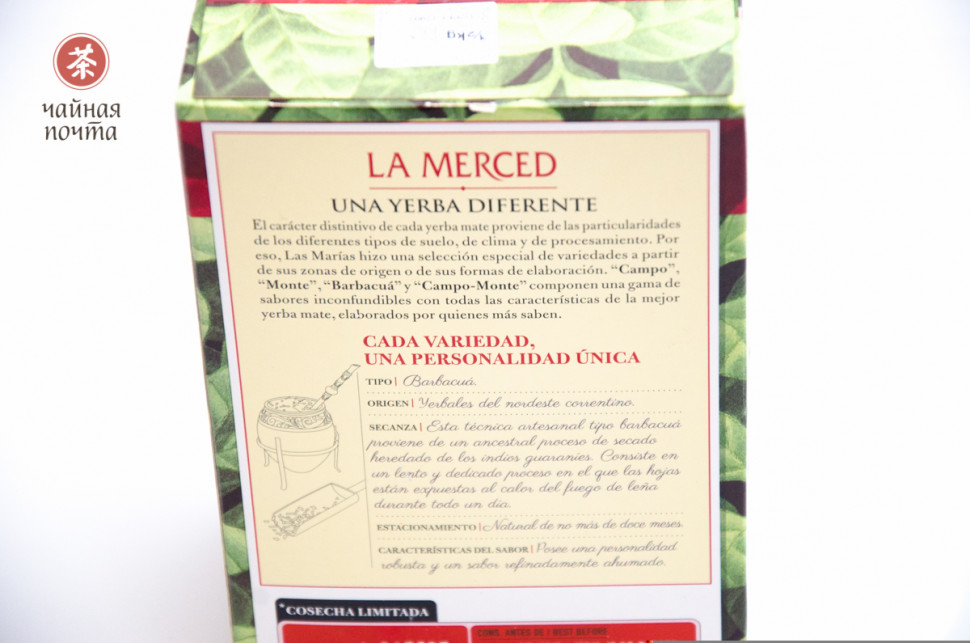 茶
чайная
почта
LA MERCED
UNA YERBA DIFERENTE
El carácter distintivo de cada yerba mate proviene de las particularidades
de los diferentes tipos de suelo, de clima y de procesamiento. Por
eso, Las Marías hizo una selección especial de variedades a partir
de sus zonas de origen o de sus formas de elaboración. “Campo”,
“Monte”, “Barbacuá” y “Campo-Monte” componen una gama de
sabores inconfundibles con todas las características de la mejor
yerba mate, elaborados por quienes más saben.
CADA VARIEDAD,
UNA PERSONALIDAD ÚNICA
TIPO | Barbacuá.
ORIGEN | Yerbales del nordeste correntino.
SECANZA | Esta técnica artesanal tipo barbacuá
proviene de un ancestral proceso de secado
heredado de los indios guaraníes. Consiste en
un lento y dedicado proceso en el que las hojas
están expuestas al calor del fuego de leña
durante todo un día.
ESTACIONAMIENTO | Natural de no más de doce meses
CARACTERÍSTICAS DEL SABOR | Posee una personalidad
robusta y un sabor refinadamente ahumado.
*COSECHA LIMITADA
CONS. ANTES DE / BEST BEFORE